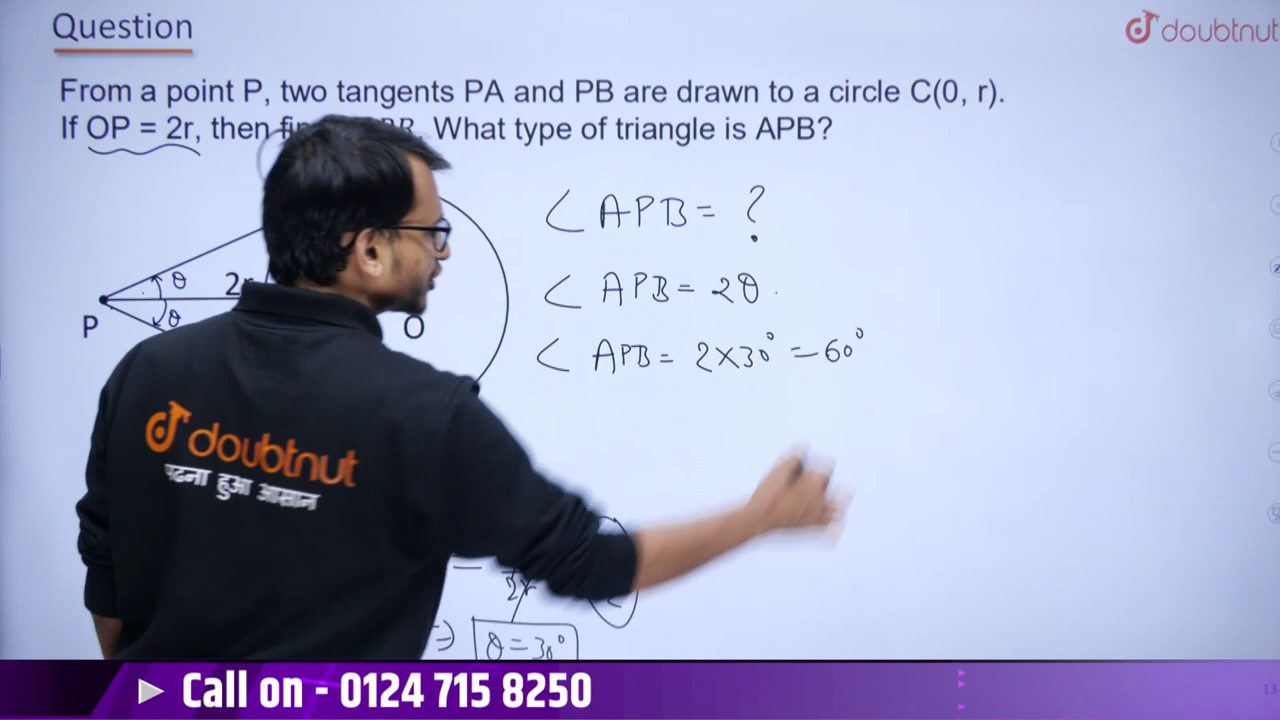 Question
doubtnut
From a point P, two tangents PA and PB are drawn to a circle C(0, r).
If OP = 2r, then What type of triangle is APB?
∠ APB = ?
∠ APB = 2θ
∠ APB = 2×30° = 60°
θ
2r
P
θ
O
doubtnut
पढ़ना हुआ आसान
2r
⇒ θ = 30°
Call on - 0124 715 8250
13